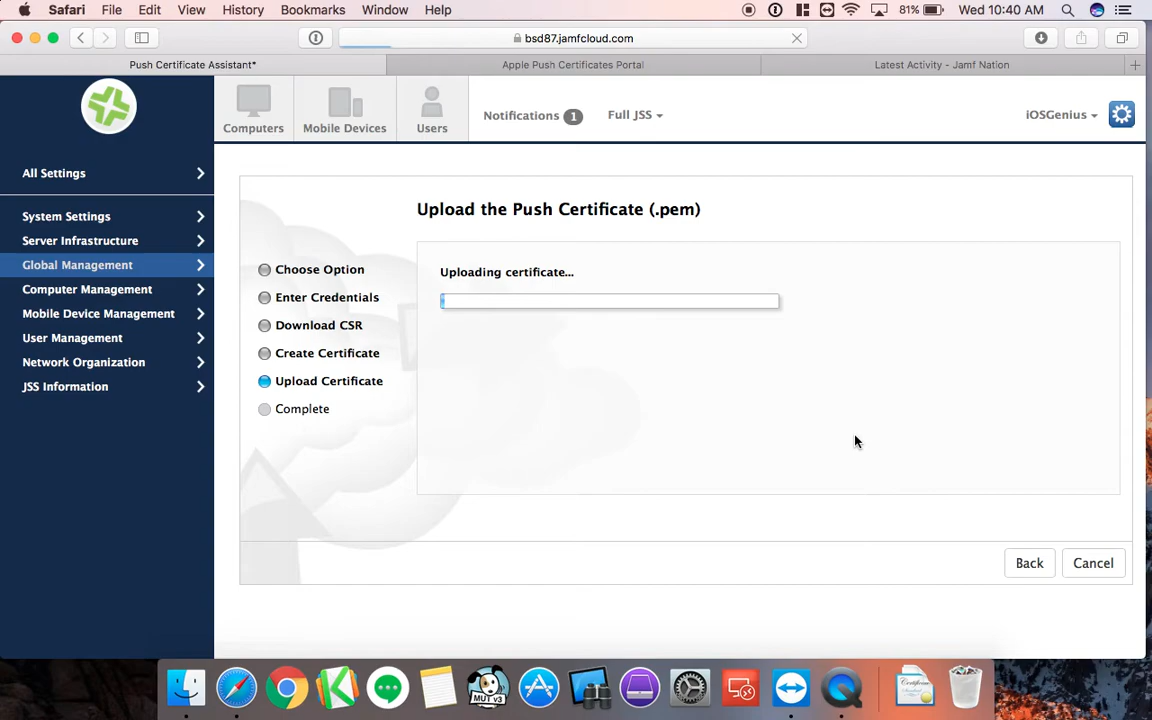 Safari File Edit View History Bookmarks Window Help 81% Wed 10:40 AM
bsd87.jamfcloud.com
Push Certificate Assistant* Apple Push Certificates Portal Latest Activity - Jamf Nation
Computers Mobile Devices Users Notifications 1 Full JSS iOSGenius
All Settings
System Settings
Server Infrastructure
Global Management
Computer Management
Mobile Device Management
User Management
Network Organization
JSS Information
Upload the Push Certificate (.pem)
Choose Option
Enter Credentials
Download CSR
Create Certificate
Upload Certificate
Complete
Uploading certificate...
Back Cancel
MUT v3